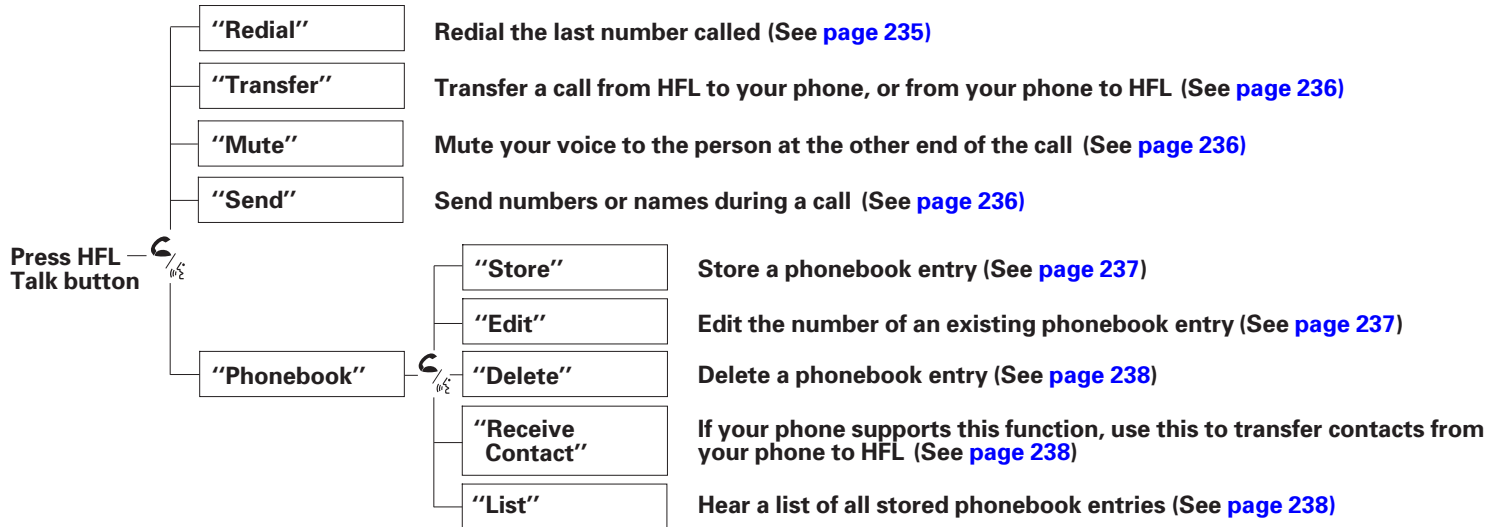 ‘‘Redial’’ Redial the last number called (See page 235)
‘‘Transfer’’ Transfer a call from HFL to your phone, or from your phone to HFL (See page 236)
‘‘Mute’’ Mute your voice to the person at the other end of the call (See page 236)
‘‘Send’’ Send numbers or names during a call (See page 236)
Press HFL
Talk button
‘‘Phonebook’’
‘‘Store’’ Store a phonebook entry (See page 237)
‘‘Edit’’ Edit the number of an existing phonebook entry (See page 237)
‘‘Delete’’ Delete a phonebook entry (See page 238)
‘‘Receive
Contact’’
If your phone supports this function, use this to transfer contacts from
your phone to HFL (See page 238)
‘‘List’’ Hear a list of all stored phonebook entries (See page 238)